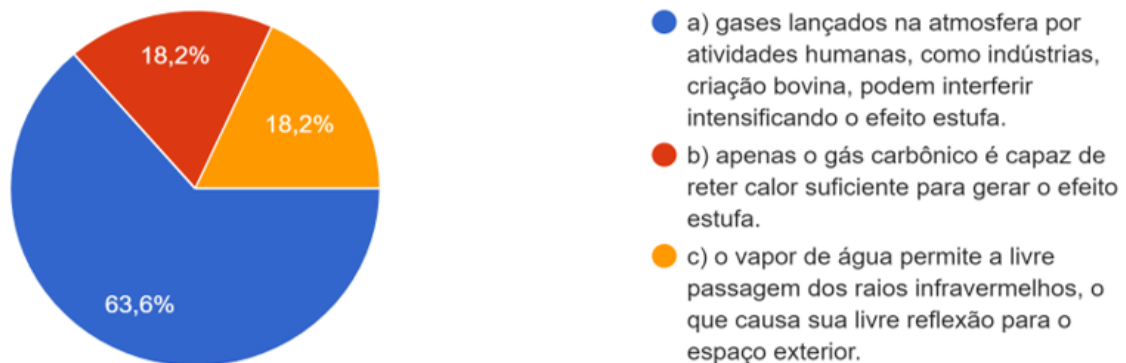 18,2%
18,2%
63,6%
a) gases lançados na atmosfera por
atividades humanas, como indústrias,
criação bovina, podem interferir
intensificando o efeito estufa.
b) apenas o gás carbônico é capaz de
reter calor suficiente para gerar o efeito
estufa.
c) o vapor de água permite a livre
passagem dos raios infravermelhos, o
que causa sua livre reflexão para o
espaço exterior.